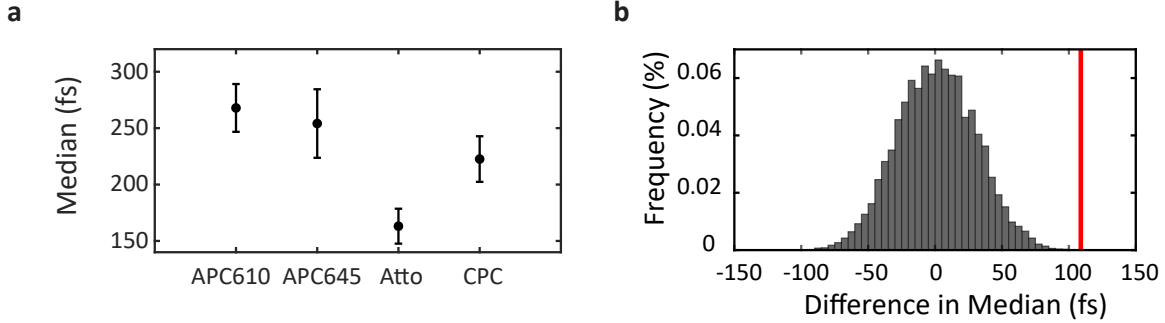 a
Median (fs)
300
250
200
150
APC610 APC645 Atto CPC
b
Frequency (%)
0.06
0.04
0.02
0
-150 -100 -50 0 50 100 150
Difference in Median (fs)